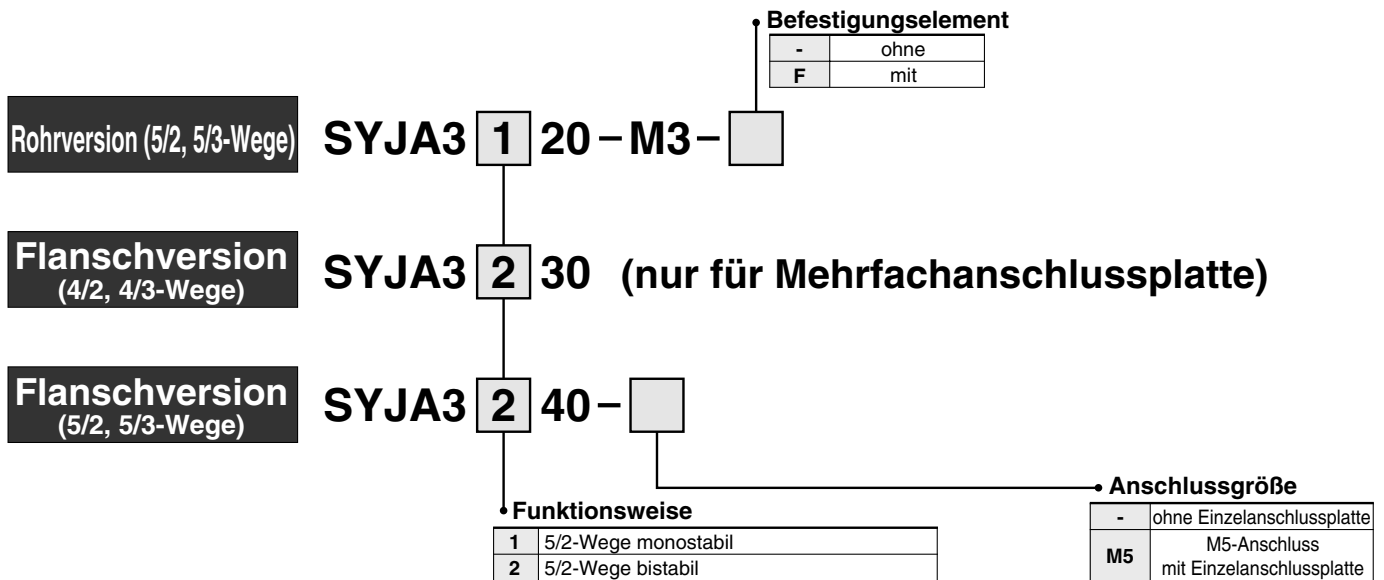 Befestigungselement
- ohne
F mit
Rohrversion (5/2, 5/3-Wege) SYJA3 1 20 – M3 –
Flanschversion
(4/2, 4/3-Wege)
SYJA3 2 30 (nur für Mehrfachanschlussplatte)
Flanschversion
(5/2, 5/3-Wege)
SYJA3 2 40 –
Funktionsweise
1 5/2-Wege monostabil
2 5/2-Wege bistabil
Anschlussgröße
- ohne Einzelanschlussplatte
M5 M5-Anschluss
mit Einzelanschlussplatte